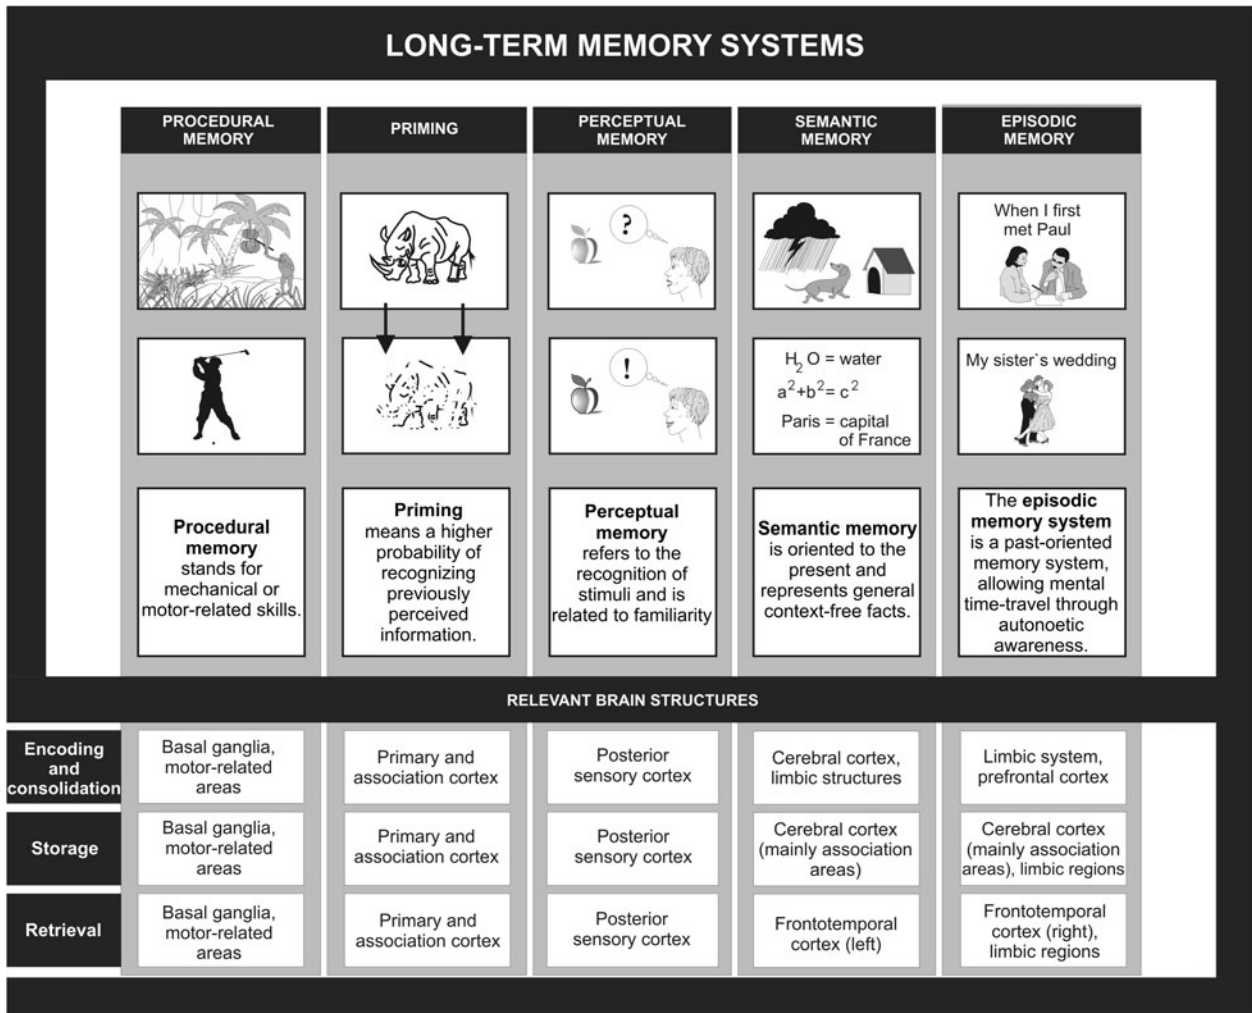 LONG-TERM MEMORY SYSTEMS
PROCEDURAL
MEMORY
PRIMING
PERCEPTUAL
MEMORY
SEMANTIC
MEMORY
EPISODIC
MEMORY
?
When I first
met Paul
!
H2 O = water
a²+b²= c²
Paris = capital
of France
My sister`s wedding
Procedural
memory
stands for
mechanical or
motor-related skills.
Priming
means a higher
probability of
recognizing
previously
perceived
information.
Perceptual
memory
refers to the
recognition of
stimuli and is
related to familiarity
Semantic memory
is oriented to the
present and
represents general
context-free facts.
The episodic
memory system
is a past-oriented
memory system,
allowing mental
time-travel through
autonoetic
awareness.
RELEVANT BRAIN STRUCTURES
Encoding
and
consolidation
Basal ganglia,
motor-related
areas
Primary and
association cortex
Posterior
sensory cortex
Cerebral cortex,
limbic structures
Limbic system,
prefrontal cortex
Storage
Basal ganglia,
motor-related
areas
Primary and
association cortex
Posterior
sensory cortex
Cerebral cortex
(mainly association
areas)
Cerebral cortex
(mainly association
areas), limbic regions
Retrieval
Basal ganglia,
motor-related
areas
Primary and
association cortex
Posterior
sensory cortex
Frontotemporal
cortex (left)
Frontotemporal
cortex (right),
limbic regions